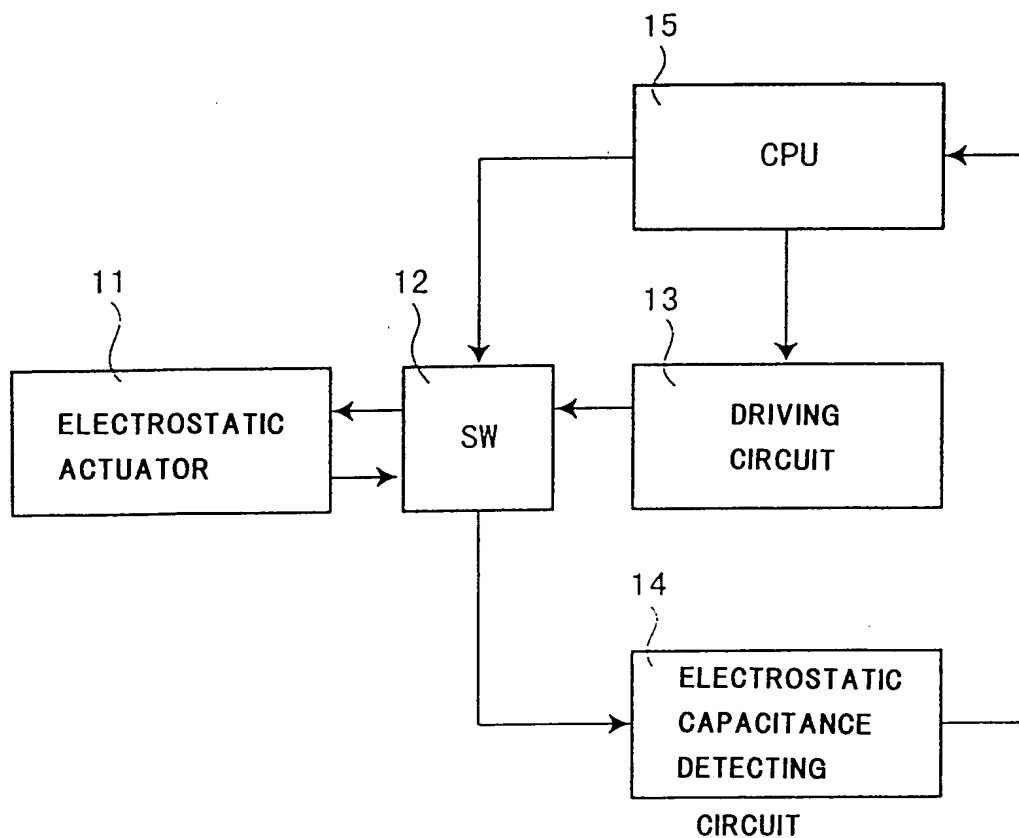 15
CPU
11
12
13
ELECTROSTATIC
ACTUATOR
SW
DRIVING
CIRCUIT
14
ELECTROSTATIC
CAPACITANCE
DETECTING
CIRCUIT